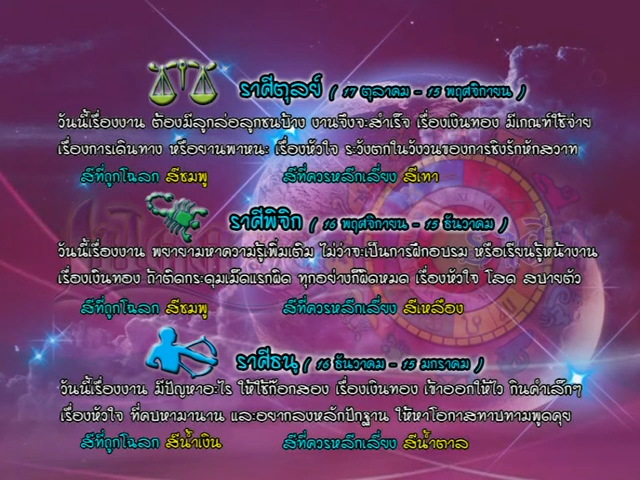 ราศีตุลย์ ( 17 ตุลาคม - 15 พฤศจิกายน )
วันนี้เรื่องงาน ต้องมีลูกล่อลูกชนบ้าง งานจึงจะสำเร็จ เรื่องเงินทอง มีเกณฑ์ใช้จ่าย
เรื่องการเดินทาง หรือยานพาหนะ เรื่องหัวใจ ระวังตกในวังวนของการชิงรักหักสวาท
สีที่ถูกโฉลก สีชมพู สีที่ควรหลีกเลี่ยง สีเทา
ราศีพิจิก ( 16 พฤศจิกายน - 15 ธันวาคม )
วันนี้เรื่องงาน พยายามหาความรู้เพิ่มเติม ไม่ว่าจะเป็นการฝึกอบรม หรือเรียนรู้หน้างาน
เรื่องเงินทอง ถ้าติดกระดุมเม็ดแรกผิด ทุกอย่างก็ผิดหมด เรื่องหัวใจ โสด สบายตัว
สีที่ถูกโฉลก สีชมพู สีที่ควรหลีกเลี่ยง สีเหลือง
ราศีธนู ( 16 ธันวาคม - 15 มกราคม )
วันนี้เรื่องงาน มีปัญหาอะไร ให้ใช้ก๊อกสอง เรื่องเงินทอง เข้าออกให้ไว กินคำเล็กๆ
เรื่องหัวใจ ที่คบหามานาน และอยากลงหลักปักฐาน ให้หาโอกาสทาบทามพูดคุย
สีที่ถูกโฉลก สีน้ำเงิน สีที่ควรหลีกเลี่ยง สีน้ำตาล